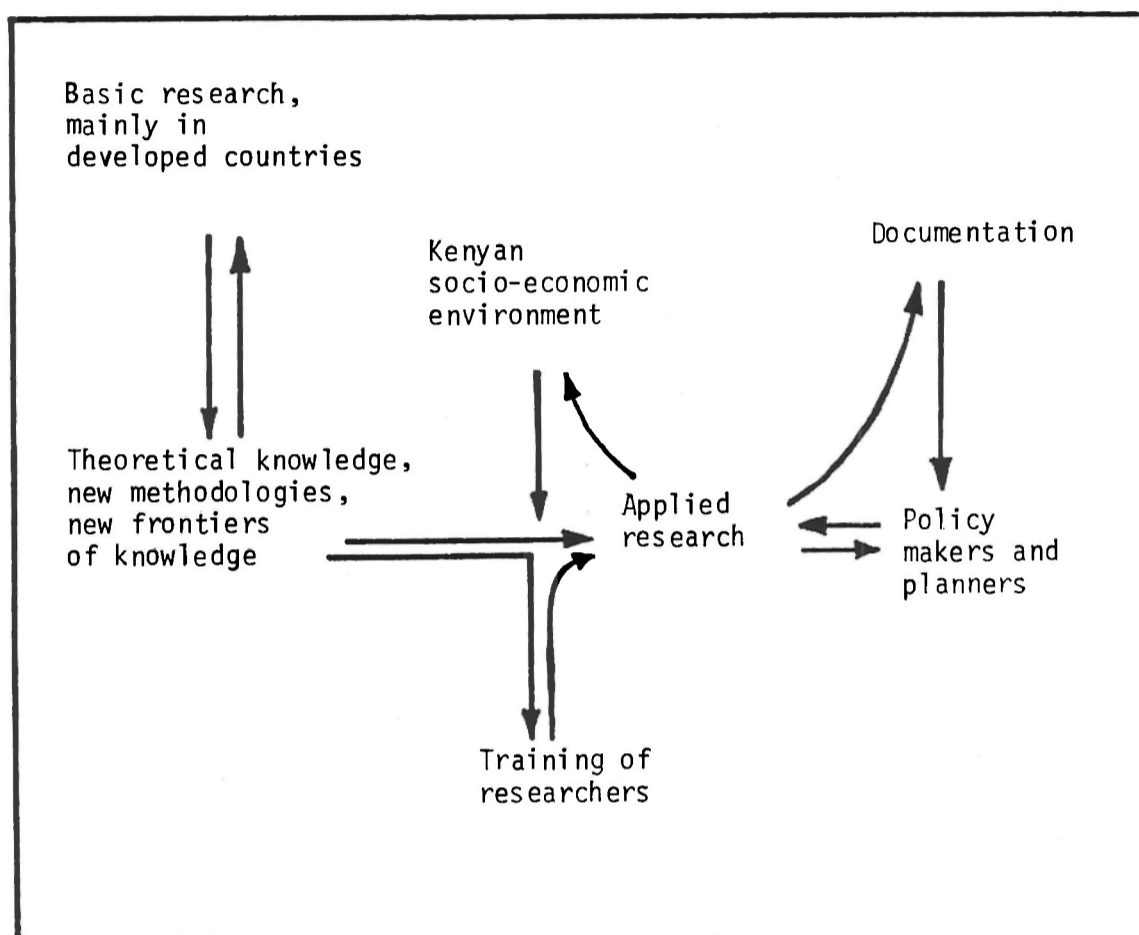 Basic research,
mainly in
developed countries
Kenyan
socio-economic
environment
Documentation
Theoretical knowledge,
new methodologies,
new frontiers
of knowledge
Applied
research
Policy
makers and
planners
Training of
researchers